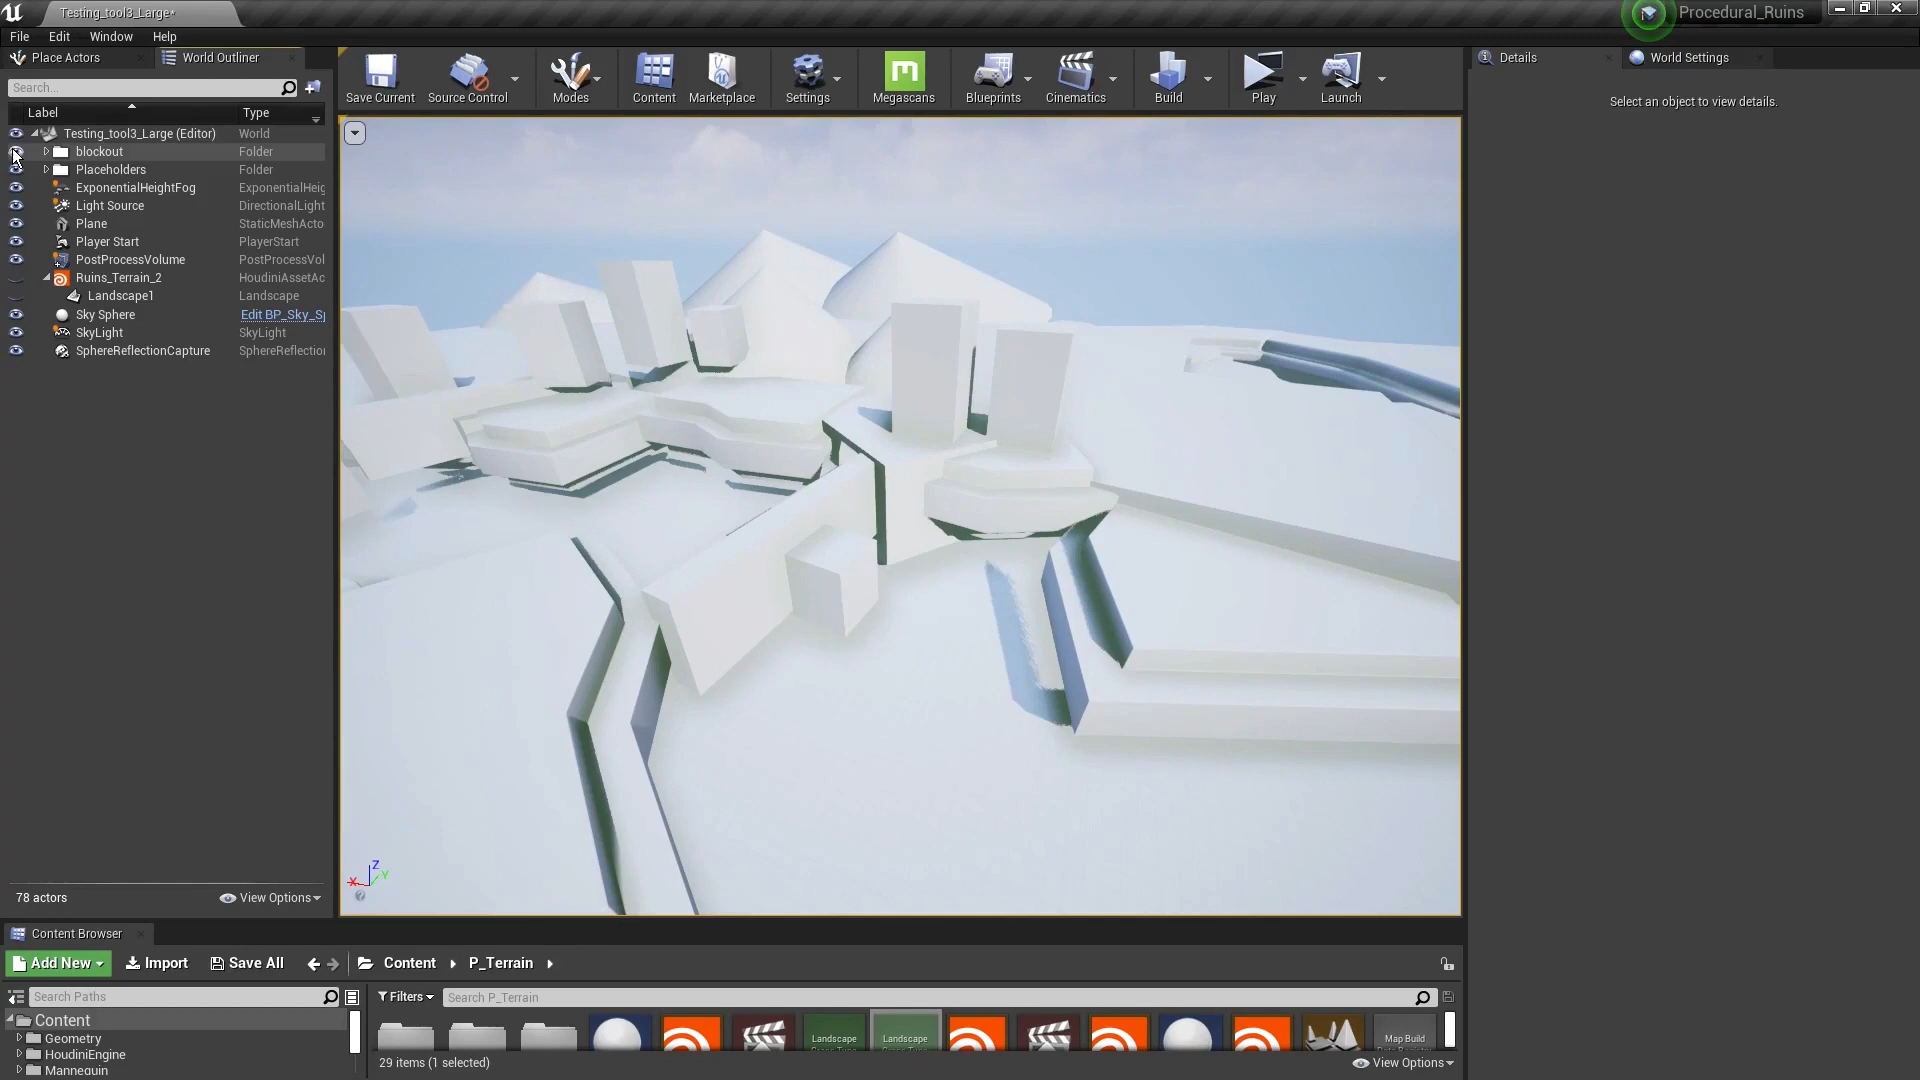 Testing_tool3_Large*
Procedural_Ruins
File Edit Window Help
Place Actors World Outliner
Details World Settings
Search...
Label Type
Testing_tool3_Large (Editor) World
blockout Folder
Placeholders Folder
ExponentialHeightFog ExponentialHeig
Light Source DirectionalLight
Plane StaticMeshActo
Player Start PlayerStart
PostProcessVolume PostProcessVol
Ruins_Terrain_2 HoudiniAssetAc
Landscape1 Landscape
Sky Sphere Edit BP_Sky_Sp
SkyLight SkyLight
SphereReflectionCapture SphereReflection
Save Current Source Control Modes Content Marketplace Settings Megascans Blueprints Cinematics Build Play Launch
Select an object to view details.
Z
Y
X
78 actors View Options
Content Browser
Add New Import Save All Content P_Terrain
Search Paths Filters Search P_Terrain
Content
Geometry
HoudiniEngine
Mannequin
Landscape Landscape Map Build
29 items (1 selected) View Options